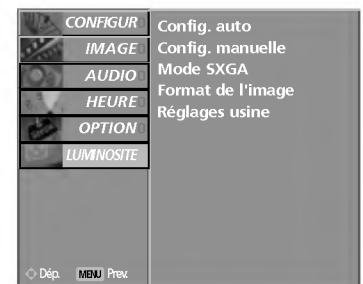 CONFIGUR
IMAGE
AUDIO
HEURE
OPTION
LUMINOSITE
Config. auto
Config. manuelle
Mode SXGA
Format de l'image
Réglages usine
Dép. MENU Prev.